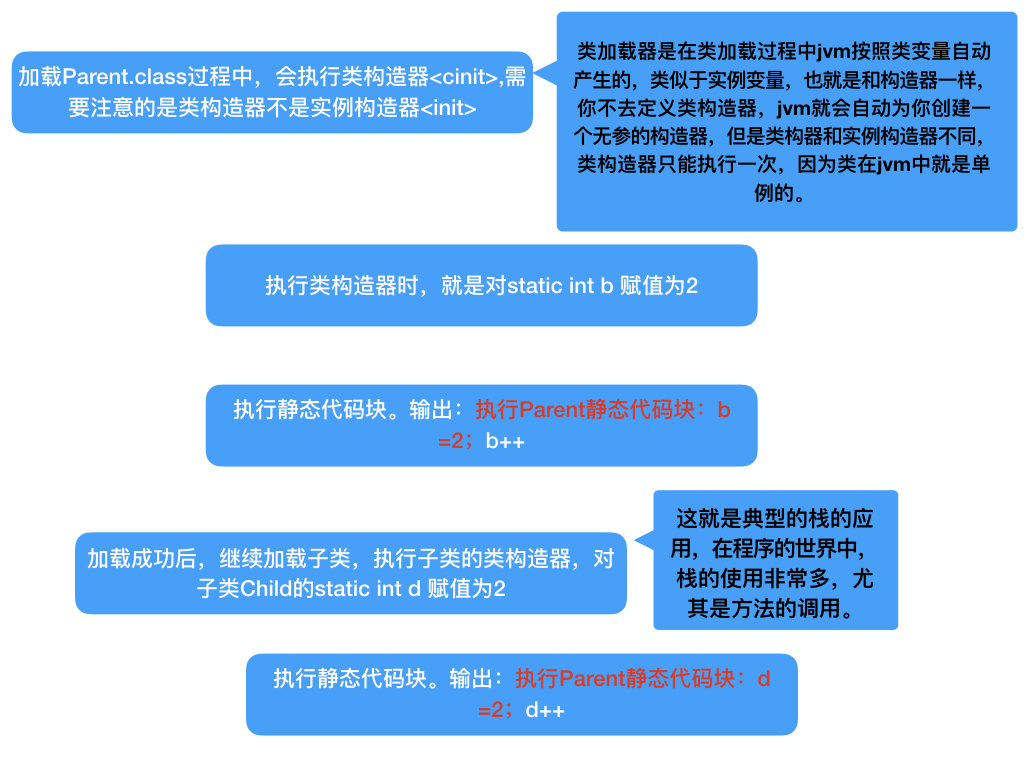 加载Parent.class过程中，会执行类构造器<cinit>,需
要注意的是类构造器不是实例构造器<init>
类加载器是在类加载过程中jvm按照类变量自动
产生的，类似于实例变量，也就是和构造器一样，
你不去定义类构造器，jvm就会自动为你创建一
个无参的构造器，但是类构器和实例构造器不同，
类构造器只能执行一次，因为类在jvm中就是单
例的。
执行类构造器时，就是对static int b 赋值为2
执行静态代码块。输出：执行Parent静态代码块：b
=2；b++
加载成功后，继续加载子类，执行子类的类构造器，对
子类Child的static int d 赋值为2
这就是典型的栈的应
用，在程序的世界中，
栈的使用非常多，尤
其是方法的调用。
执行静态代码块。输出：执行Parent静态代码块：d
=2；d++